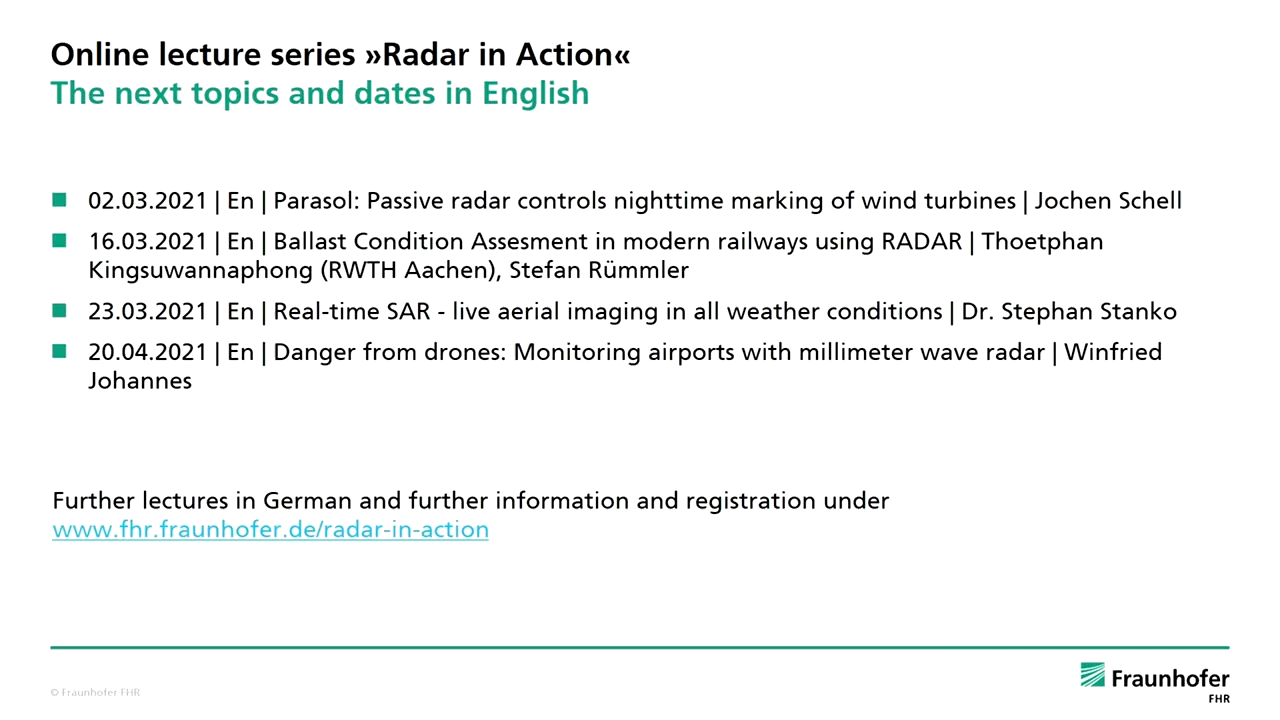 Online lecture series »Radar in Action«
The next topics and dates in English
02.03.2021 | En | Parasol: Passive radar controls nighttime marking of wind turbines | Jochen Schell
16.03.2021 | En | Ballast Condition Assesment in modern railways using RADAR | Thoetphan
Kingsuwannaphong (RWTH Aachen), Stefan Rümmler
23.03.2021 | En | Real-time SAR - live aerial imaging in all weather conditions | Dr. Stephan Stanko
20.04.2021 | En | Danger from drones: Monitoring airports with millimeter wave radar | Winfried
Johannes
Further lectures in German and further information and registration under
www.fhr.fraunhofer.de/radar-in-action
© Fraunhofer FHR
Fraunhofer
FHR